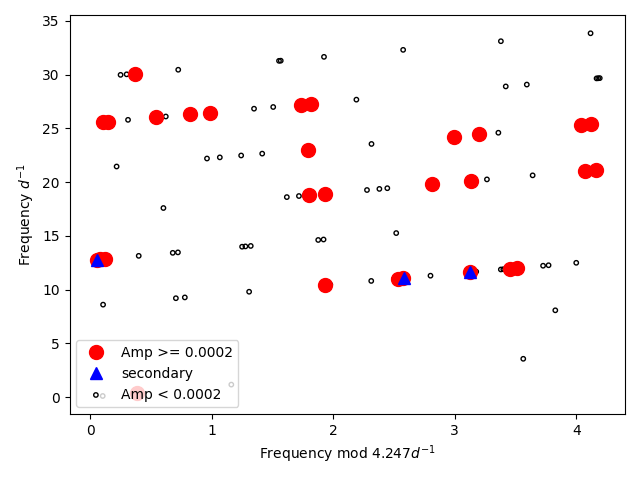 35
30
25
20
15
10
5
0
Frequency d⁻¹
Amp >= 0.0002
secondary
Amp < 0.0002
0 1 2 3 4
Frequency mod 4.247d⁻¹